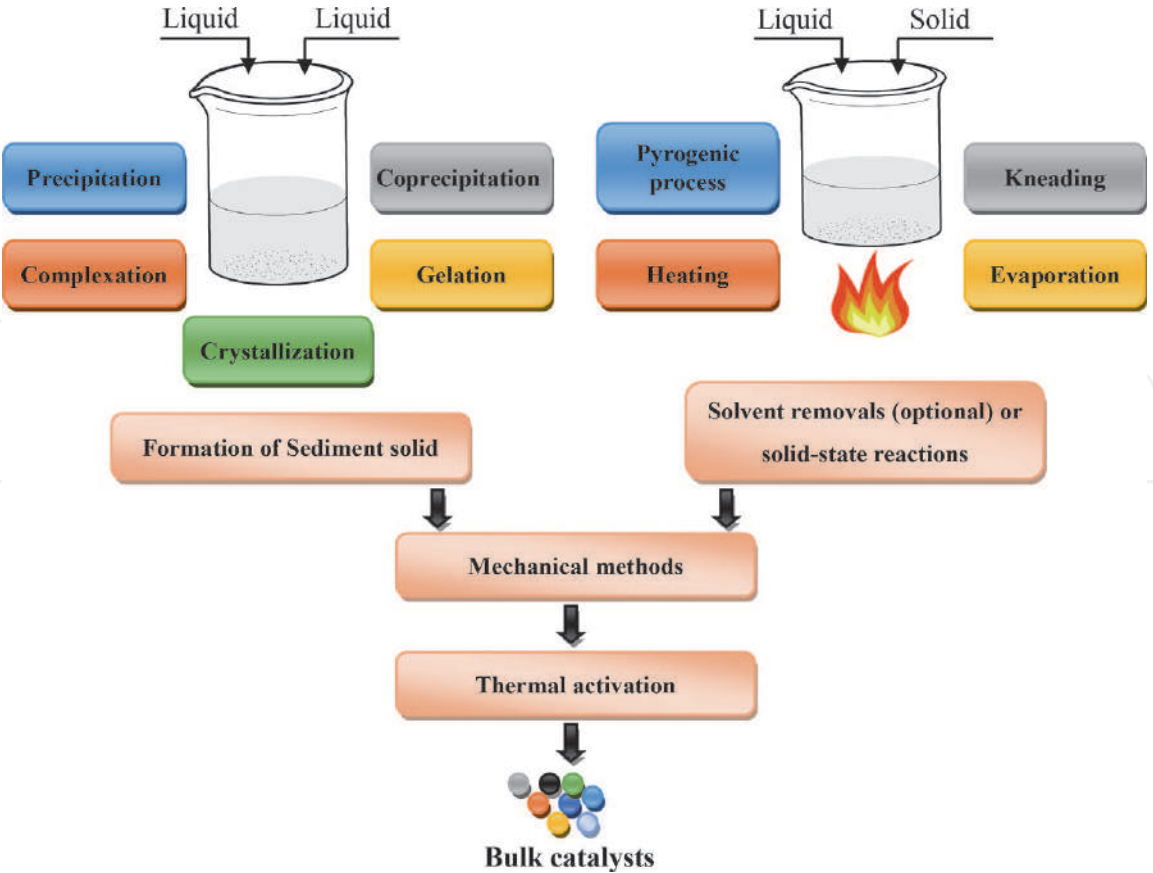 Liquid
Liquid
Liquid
Solid
Precipitation
Coprecipitation
Complexation
Gelation
Crystallization
Pyrogenic
process
Kneading
Heating
Evaporation
Formation of Sediment solid
Solvent removals (optional) or
solid-state reactions
Mechanical methods
Thermal activation
Bulk catalysts